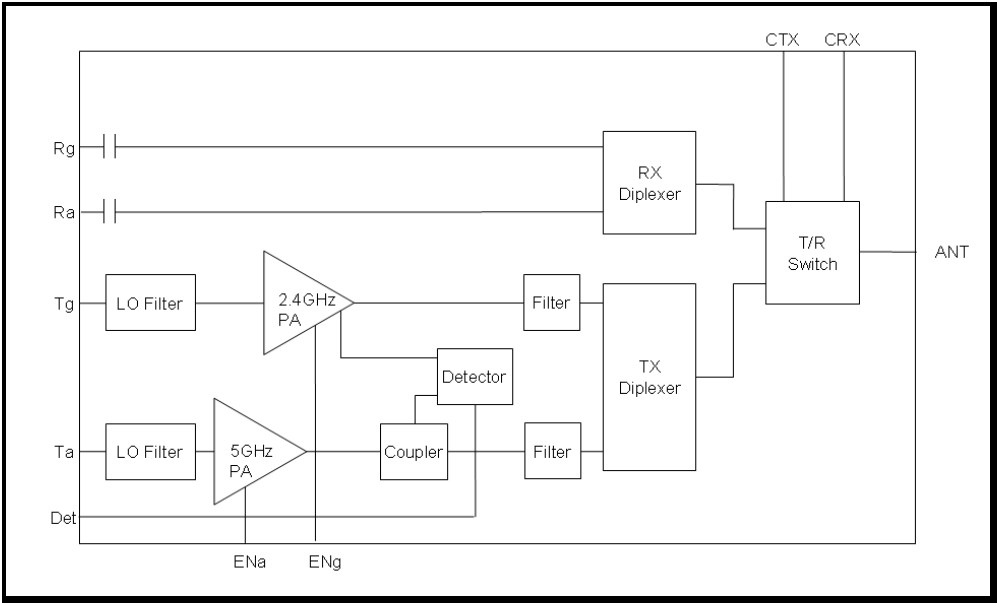 CTX CRX
Rg
RX
Diplexer
Ra
T/R
Switch
ANT
Tg
LO Filter
2.4GHz
PA
Filter
TX
Diplexer
Detector
Ta
LO Filter
5GHz
PA
Coupler
Filter
Det
ENa ENg